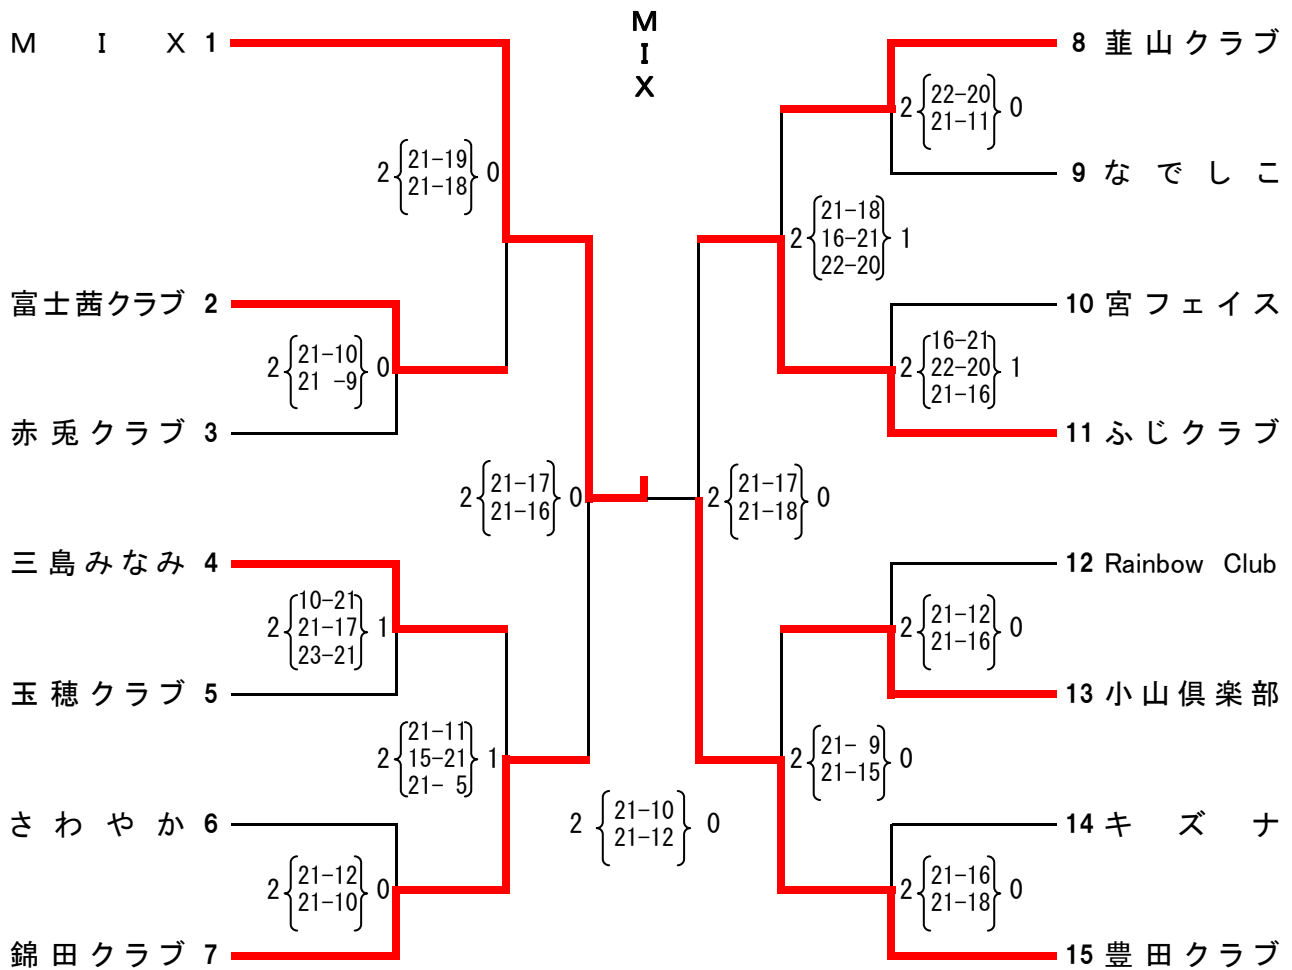 MIX
M I X 1
2 21-19 0
21-18
富士茜クラブ 2
2 21-10 0
21 -9
赤兎クラブ 3
2 21-17 0
21-16
三島みなみ 4
10-21
2 21-17 1
23-21
玉穂クラブ 5
21-11
2 15-21 1
21- 5
さわやか 6
2 21-12 0
21-10
錦田クラブ 7
2 21-10 0
21-12
8 韮山クラブ
2 22-20 0
21-11
9 なでしこ
21-18
2 16-21 1
22-20
10 宮フェイス
16-21
2 22-20 1
21-16
11 ふじクラブ
2 21-17 0
21-18
12 Rainbow Club
2 21-12 0
21-16
13 小山倶楽部
2 21- 9 0
21-15
14 キズナ
2 21-16 0
21-18
15 豊田クラブ